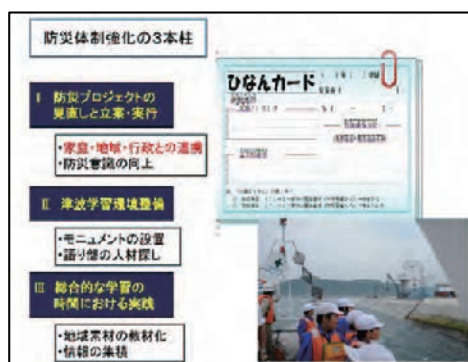 防災体制強化の3本柱
Ⅰ 防災プロジェクトの
見直しと立案・実行
・家庭・地域・行政との連携
・防災意識の向上
Ⅱ 津波学習環境整備
・モニュメントの設置
・語り部の人材探し
Ⅲ 総合的な学習の
時間における実践
・地域素材の教材化
・情報の集積
ひなんカード